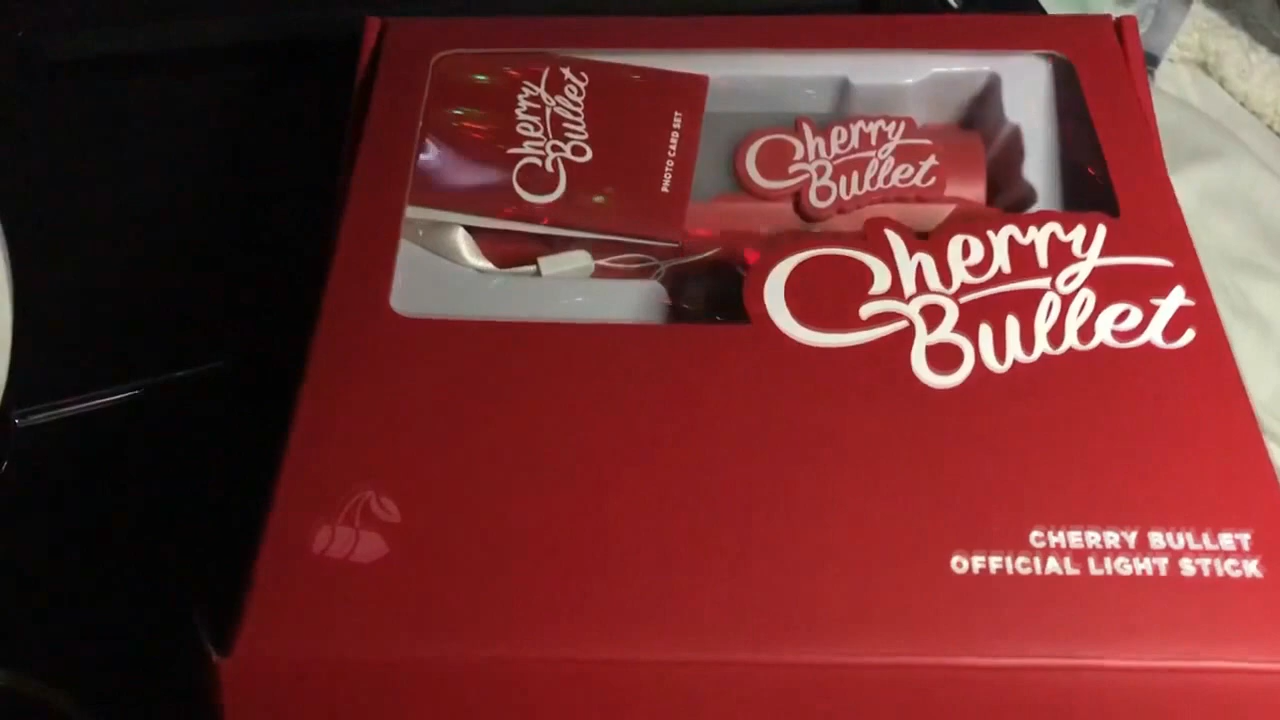 Cherry
Bullet
PHOTO CARD SET
Cherry
Bullet
Cherry
Bullet
CHERRY BULLET
OFFICIAL LIGHT STICK